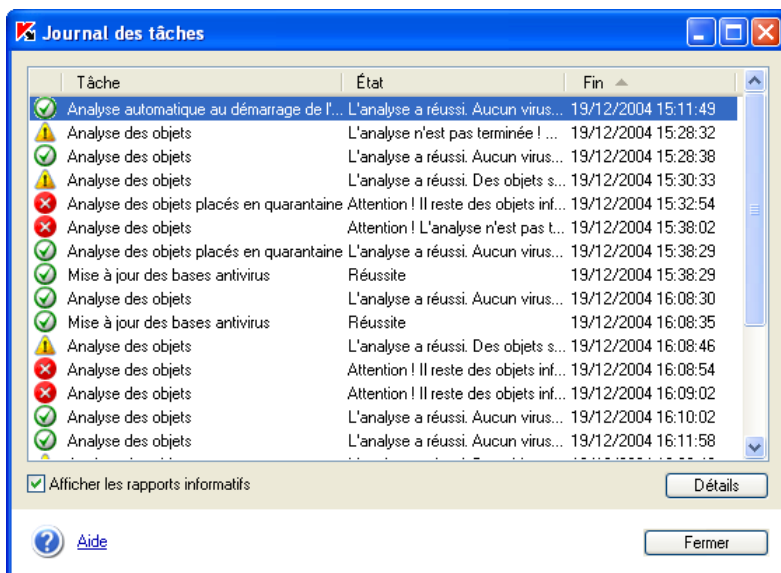 Journal des tâches
Tâche État Fin
Analyse automatique au démarrage de l'... L'analyse a réussi. Aucun virus... 19/12/2004 15:11:49
Analyse des objets L'analyse n'est pas terminée ! ... 19/12/2004 15:28:32
Analyse des objets L'analyse a réussi. Aucun virus... 19/12/2004 15:28:38
Analyse des objets L'analyse a réussi. Des objets s... 19/12/2004 15:30:33
Analyse des objets placés en quarantaine Attention ! Il reste des objets inf... 19/12/2004 15:32:54
Analyse des objets Attention ! L'analyse n'est pas t... 19/12/2004 15:38:02
Analyse des objets placés en quarantaine L'analyse a réussi. Aucun virus... 19/12/2004 15:38:29
Mise à jour des bases antivirus Réussite 19/12/2004 15:38:29
Analyse des objets L'analyse a réussi. Aucun virus... 19/12/2004 16:08:30
Mise à jour des bases antivirus Réussite 19/12/2004 16:08:35
Analyse des objets L'analyse a réussi. Des objets s... 19/12/2004 16:08:46
Analyse des objets Attention ! Il reste des objets inf... 19/12/2004 16:08:54
Analyse des objets Attention ! Il reste des objets inf... 19/12/2004 16:09:02
Analyse des objets L'analyse a réussi. Aucun virus... 19/12/2004 16:10:02
Analyse des objets L'analyse a réussi. Aucun virus... 19/12/2004 16:11:58
Afficher les rapports informatifs Détails
Aide Fermer